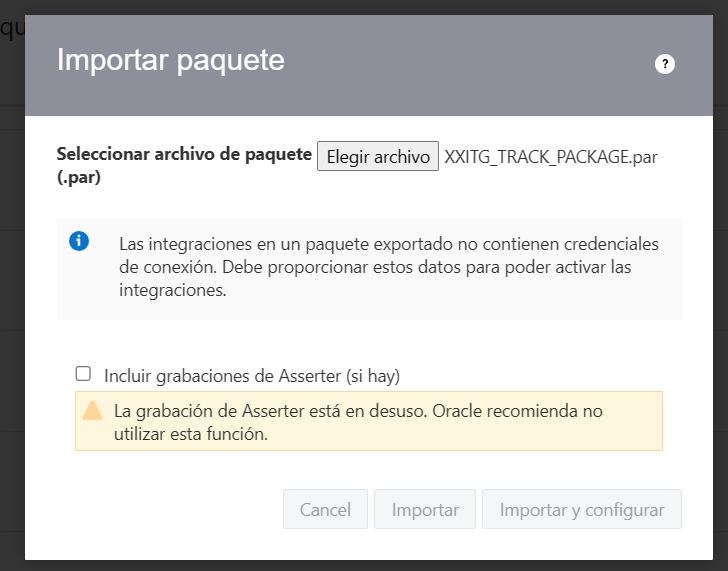 qu
Importar paquete
?
Seleccionar archivo de paquete Elegir archivo XXITG_TRACK_PACKAGE.par
(.par)
Las integraciones en un paquete exportado no contienen credenciales
de conexión. Debe proporcionar estos datos para poder activar las
integraciones.
Incluir grabaciones de Asserter (si hay)
La grabación de Asserter está en desuso. Oracle recomienda no
utilizar esta función.
Cancel Importar Importar y configurar